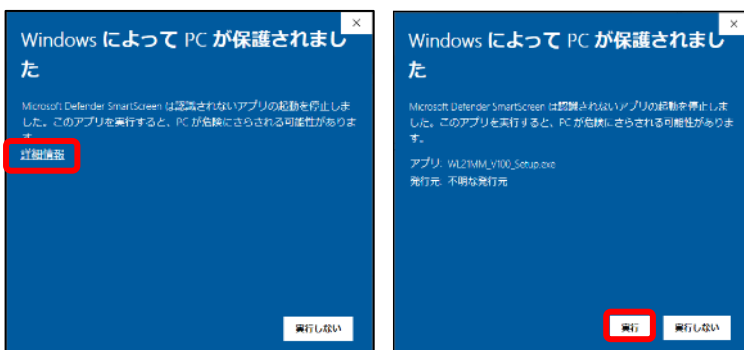 ×
Windows によって PC が保護されまし
た
Microsoft Defender SmartScreen は認識されないアプリの起動を停止しま
した。このアプリを実行すると、PC が危険にさらされる可能性がありま
す。
詳細情報
実行しない
×
Windows によって PC が保護されまし
た
Microsoft Defender SmartScreen は認識されないアプリの起動を停止しま
した。このアプリを実行すると、PC が危険にさらされる可能性がありま
す。
アプリ: WL21MM_V100_Setup.exe
発行元: 不明な発行元
実行
実行しない